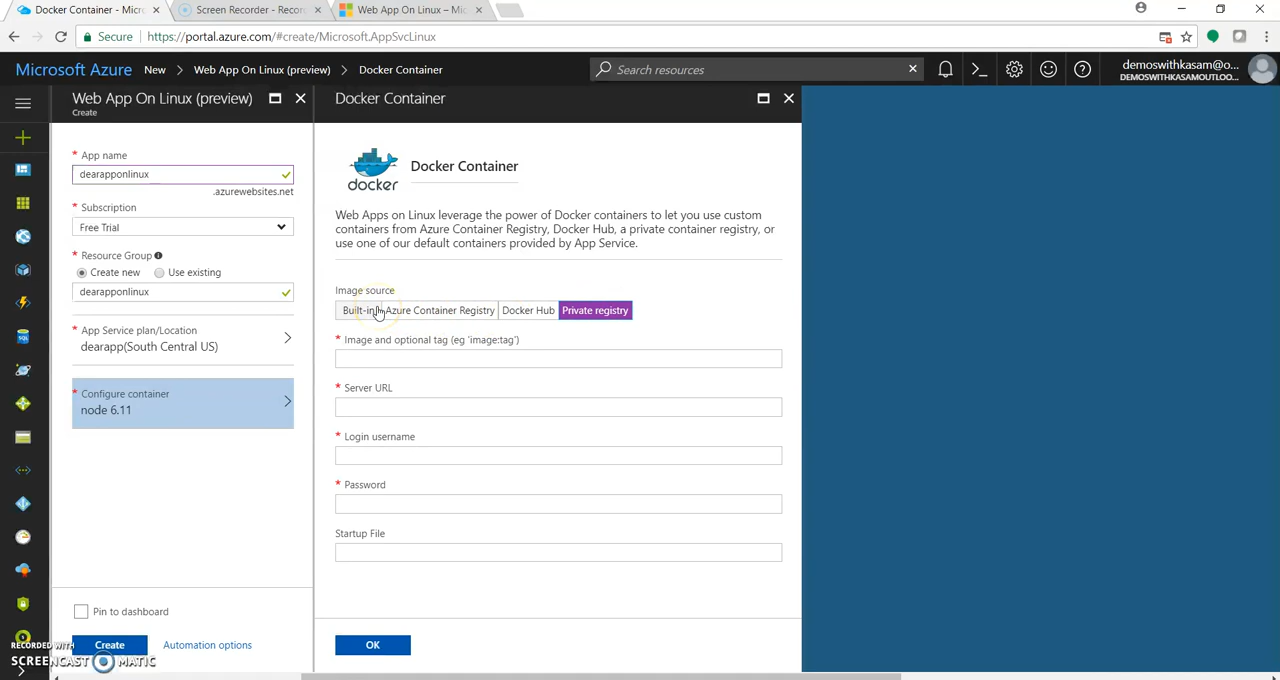 Docker Container - Micr
Screen Recorder - Record
Web App On Linux – Mic
Secure
https://portal.azure.com/#create/Microsoft.AppSvcLinux
Microsoft Azure
New > Web App On Linux (preview) > Docker Container
Search resources
demoswithkasam@o...
DEMOSWITHKASAMOUTLOO...
Web App On Linux (preview)
Create
Docker Container
* App name
dearapponlinux
.azurewebsites.net
* Subscription
Free Trial
* Resource Group
Create new
Use existing
dearapponlinux
* App Service plan/Location
dearapp(South Central US)
* Configure container
node 6.11
Pin to dashboard
Create
Automation options
docker
Docker Container
Web Apps on Linux leverage the power of Docker containers to let you use custom
containers from Azure Container Registry, Docker Hub, a private container registry, or
use one of our default containers provided by App Service.
Image source
Built-in
Azure Container Registry
Docker Hub
Private registry
* Image and optional tag (eg 'image:tag')
* Server URL
* Login username
* Password
Startup File
OK
RECORDED WITH
SCREENCAST MATIC